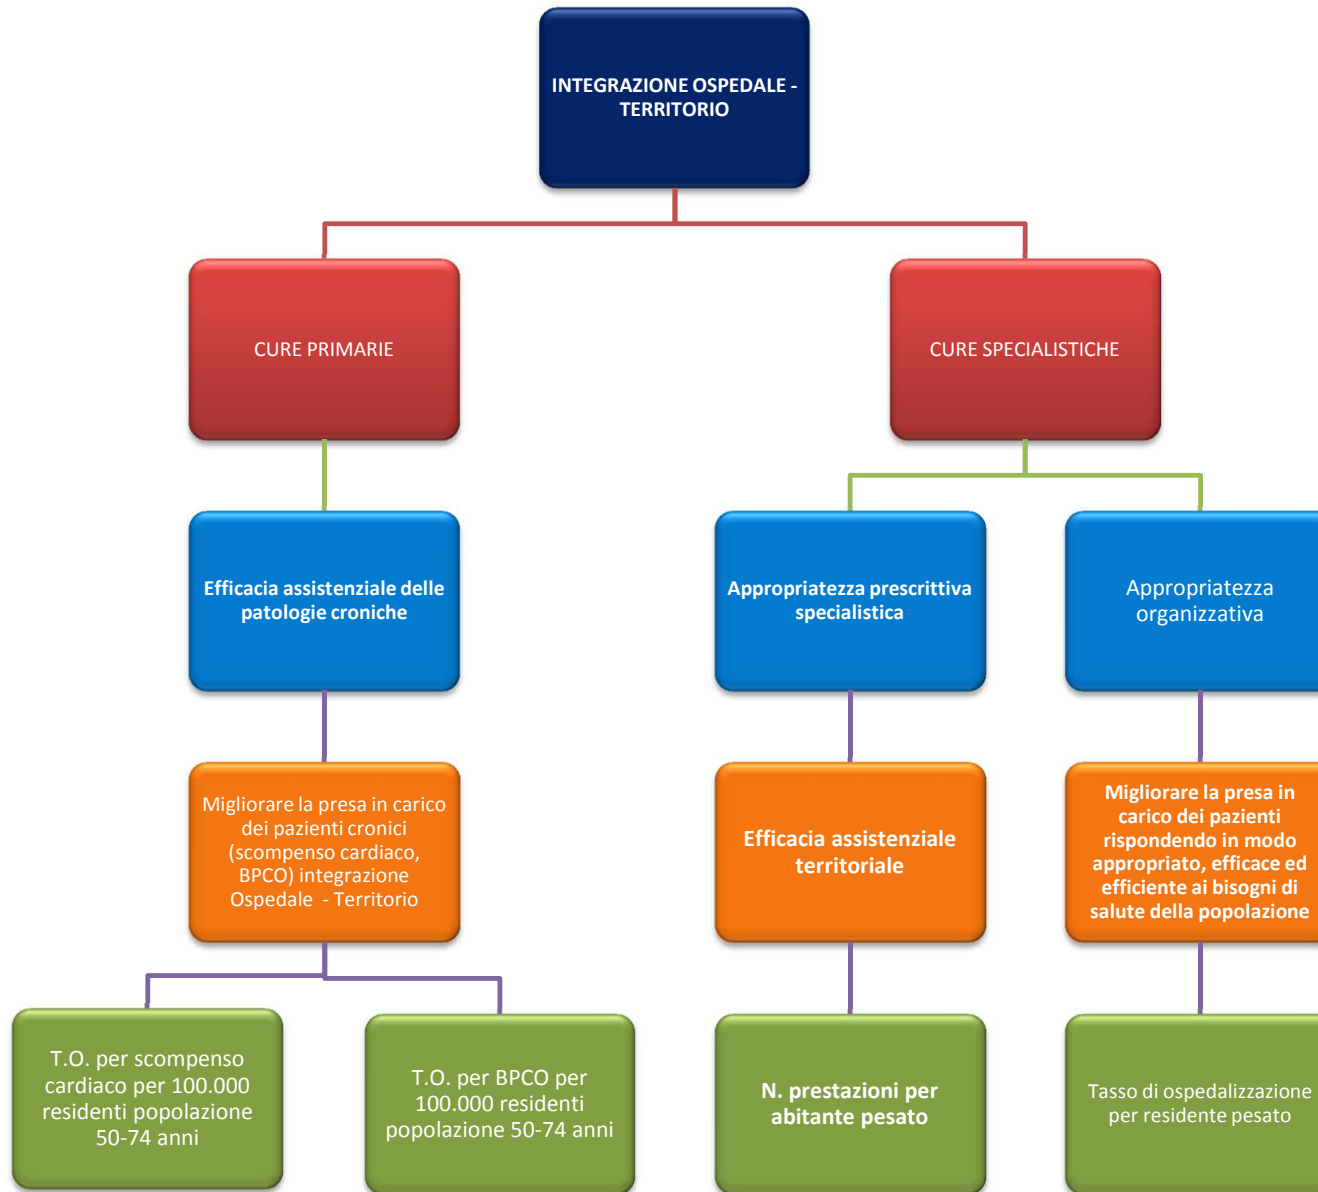 INTEGRAZIONE OSPEDALE -
TERRITORIO
CURE PRIMARIE
CURE SPECIALISTICHE
Efficacia assistenziale delle
patologie croniche
Appropriatezza prescrittiva
specialistica
Appropriatezza
organizzativa
Migliorare la presa in carico
dei pazienti cronici
(scompenso cardiaco,
BPCO) integrazione
Ospedale - Territorio
Efficacia assistenziale
territoriale
Migliorare la presa in
carico dei pazienti
rispondendo in modo
appropriato, efficace ed
efficiente ai bisogni di
salute della popolazione
T.O. per scompenso
cardiaco per 100.000
residenti popolazione
50-74 anni
T.O. per BPCO per
100.000 residenti
popolazione 50-74 anni
N. prestazioni per
abitante pesato
Tasso di ospedalizzazione
per residente pesato